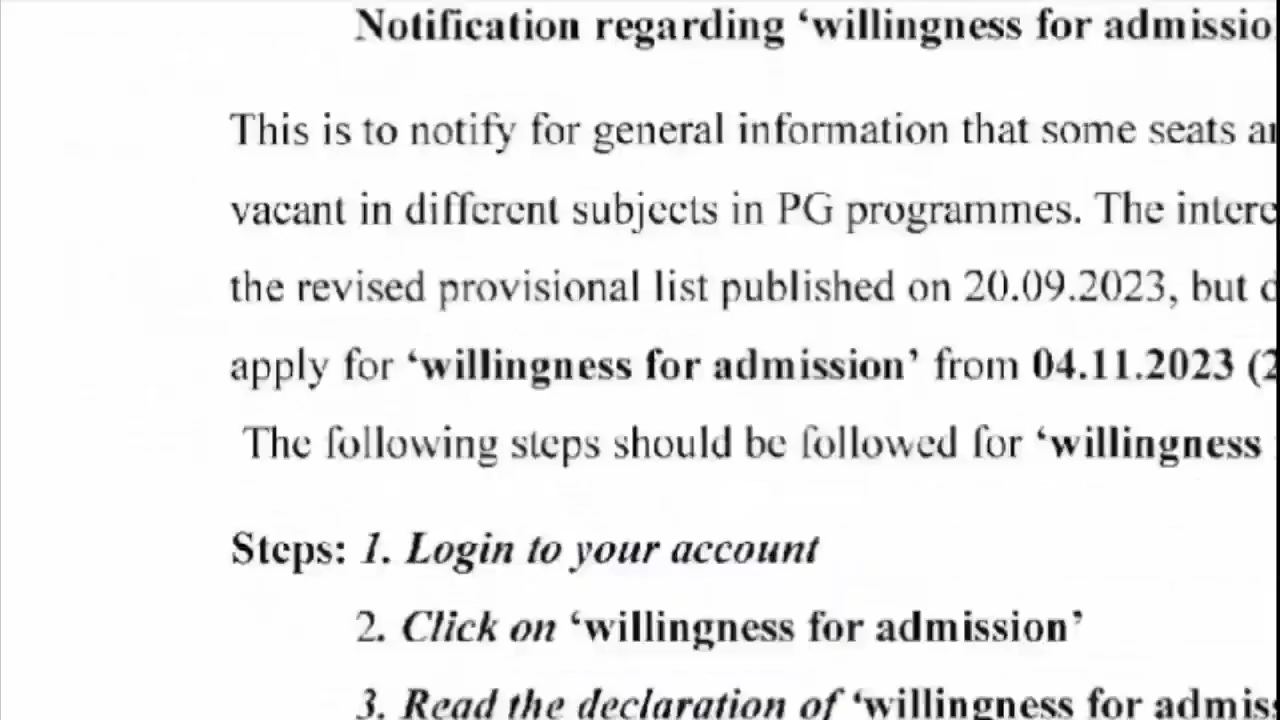 Notification regarding ‘willingness for admissio
This is to notify for general information that some seats
vacant in different subjects in PG programmes. The
the revised provisional list published on 20.09.2023, but
apply for ‘willingness for admission’ from 04.11.2023
The following steps should be followed for ‘willingness
Steps: 1. Login to your account
2. Click on ‘willingness for admission’
3. Read the declaration of ‘willingness for